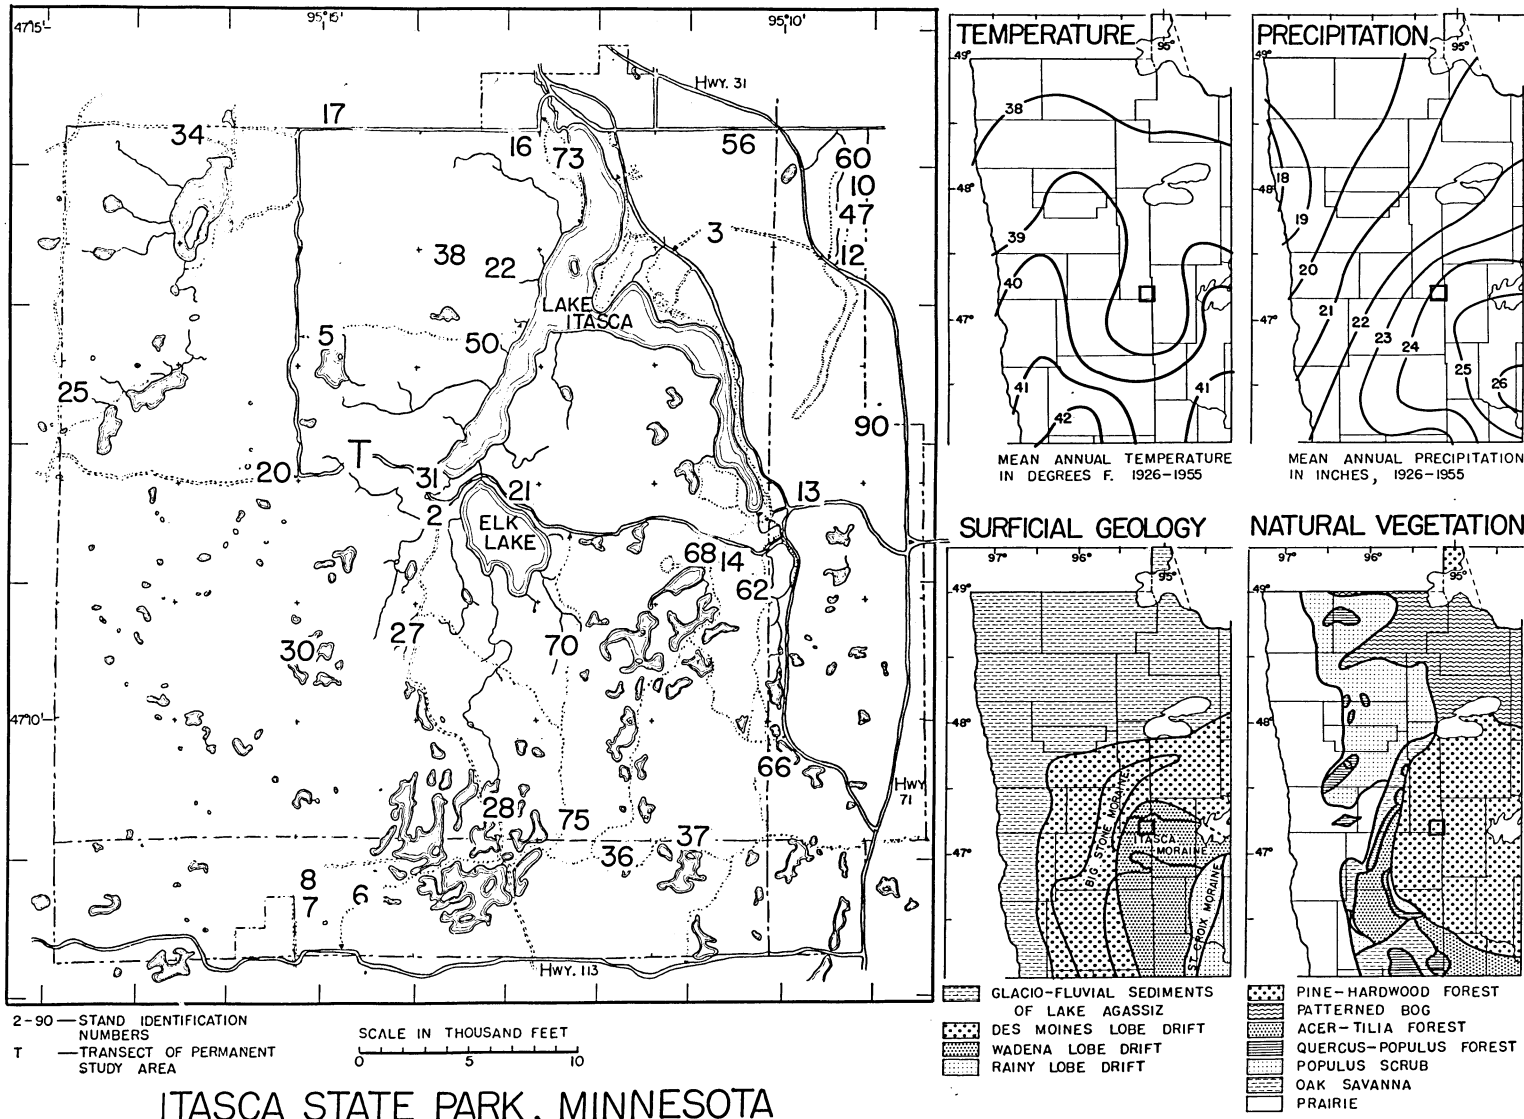 47°15'
95°15'
95°10'
HWY. 31
34
17
16
73
56
60
10
47
3
12
38
22
LAKE
ITASCA
5
50
25
90
T
20
31
21
13
2
ELK
LAKE
68
14
62
27
30
70
47°10'
66
HWY
71
28
75
36
37
8
7
6
HWY. 113
2-90 — STAND IDENTIFICATION
NUMBERS
T — TRANSECT OF PERMANENT
STUDY AREA
SCALE IN THOUSAND FEET
0 5 10
ITASCA STATE PARK, MINNESOTA
TEMPERATURE
95°
49°
38
48°
39
40
47°
41
42
41
MEAN ANNUAL TEMPERATURE
IN DEGREES F. 1926-1955
PRECIPITATION
95°
49°
18
48°
19
20
21
22
23
24
25
26
47°
MEAN ANNUAL PRECIPITATION
IN INCHES, 1926-1955
SURFICIAL GEOLOGY
97° 96° 95°
49°
48°
47°
BIG STONE MORAINE
ITASCA
MORAINE
ST. CROIX MORAINE
GLACIO-FLUVIAL SEDIMENTS
OF LAKE AGASSIZ
DES MOINES LOBE DRIFT
WADENA LOBE DRIFT
RAINY LOBE DRIFT
NATURAL VEGETATION
97° 96° 95°
49°
48°
47°
PINE-HARDWOOD FOREST
PATTERNED BOG
ACER-TILIA FOREST
QUERCUS-POPULUS FOREST
POPULUS SCRUB
OAK SAVANNA
PRAIRIE